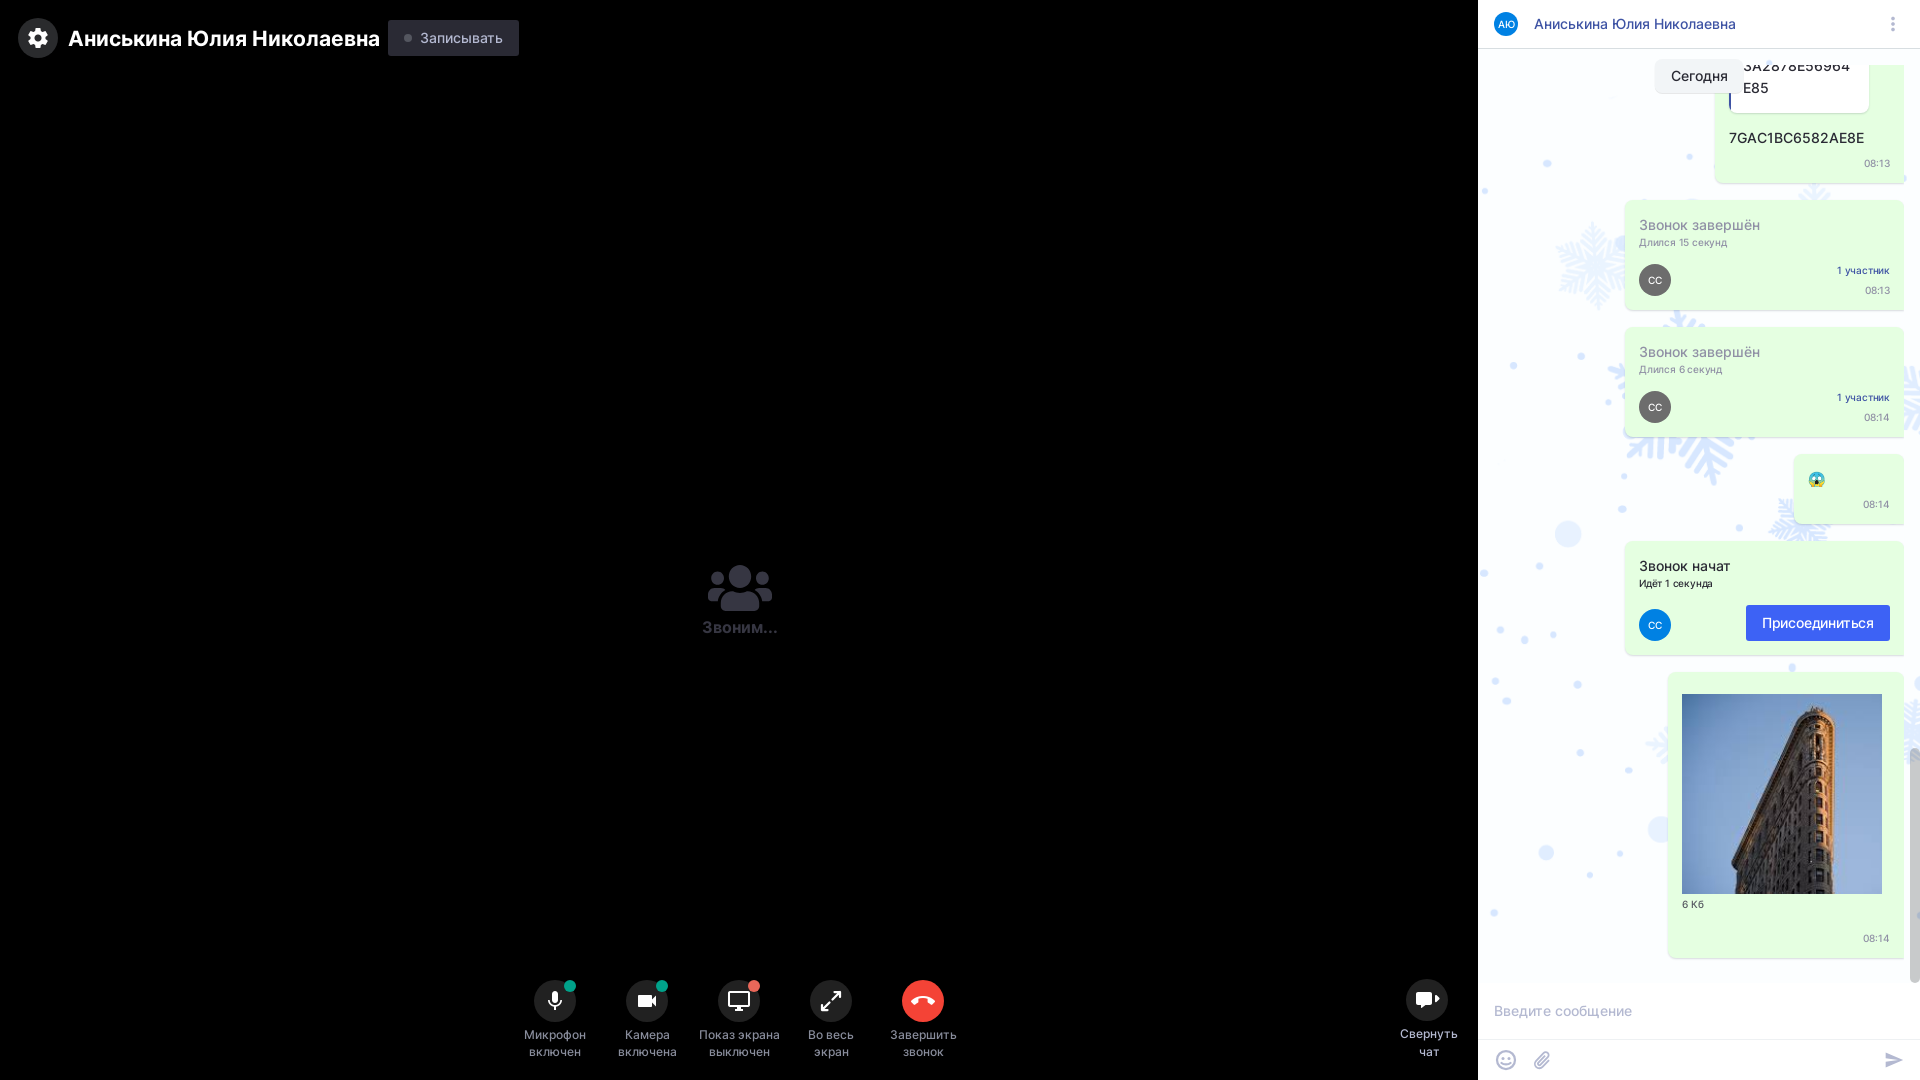 Аниськина Юлия Николаевна
Записывать
Звоним...
Микрофон включен
Камера включена
Показ экрана выключен
Во весь экран
Завершить звонок
Свернуть чат
АЮ
Аниськина Юлия Николаевна
Сегодня
3A2878E56964
E85
7GAC1BC6582AE8E
08:13
Звонок завершён
Длился 15 секунд
СС
1 участник
08:13
Звонок завершён
Длился 6 секунд
СС
1 участник
08:14
😱
08:14
Звонок начат
Идёт 1 секунда
СС
Присоединиться
6 Кб
08:14
Введите сообщение